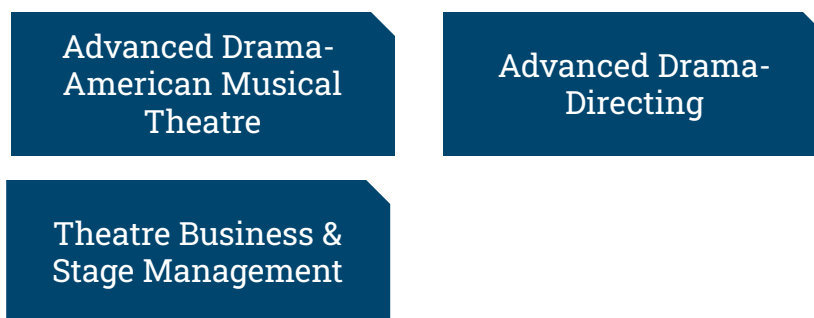 Advanced Drama-
American Musical
Theatre
Advanced Drama-
Directing
Theatre Business &
Stage Management